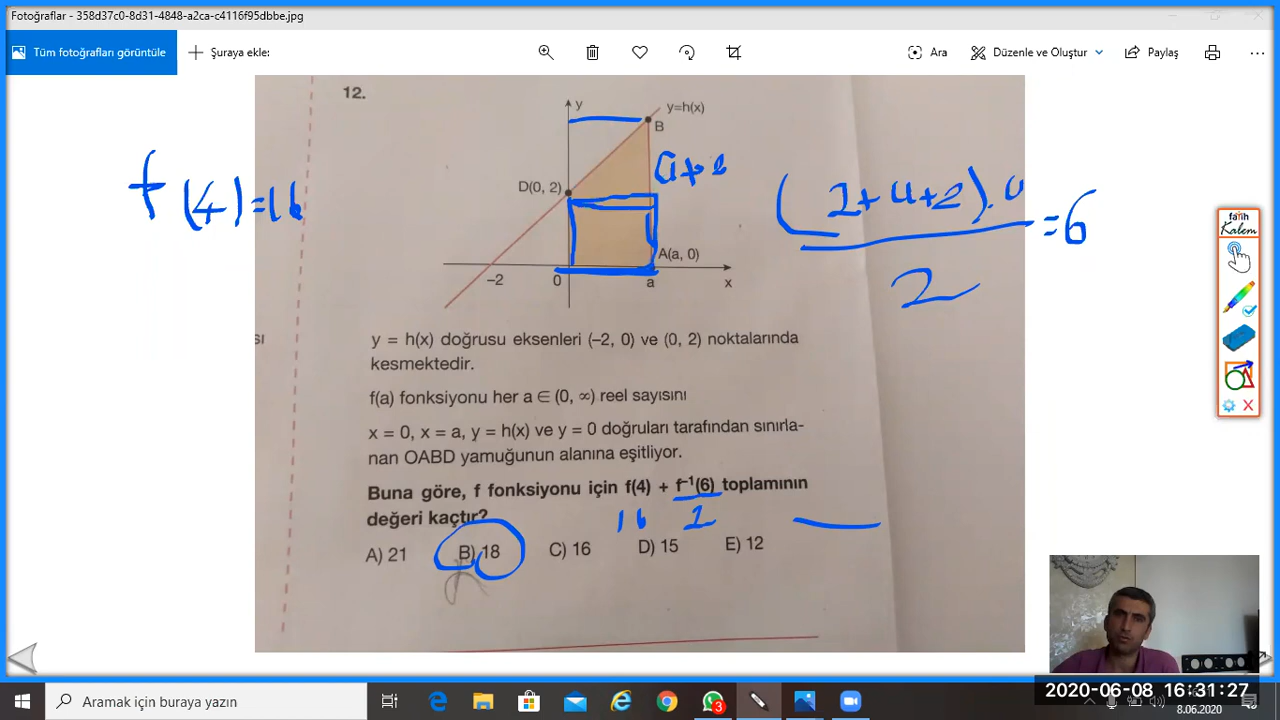 Fotoğraflar - 358d37c0-8d31-4848-a2ca-c4116f95dbbe.jpg
Tüm fotoğrafları görüntüle
Şuraya ekle:
Ara
Düzenle ve Oluştur
Paylaş
12.
y
y=h(x)
B
D(0, 2)
A(a, 0)
-2
0
a
x
f(4)=16
(2+a+2).a
2
=6
fatih
Kalem
y = h(x) doğrusu eksenleri (–2, 0) ve (0, 2) noktalarında
kesmektedir.
f(a) fonksiyonu her a ∈ (0, ∞) reel sayısını
x = 0, x = a, y = h(x) ve y = 0 doğruları tarafından sınırla-
nan OABD yamuğunun alanına eşitliyor.
Buna göre, f fonksiyonu için f(4) + f⁻¹(6) toplamının
değeri kaçtır?
16 2
A) 21 B) 18 C) 16 D) 15 E) 12
Aramak için buraya yazın
3
2020-06-08 16:31:27
8.06.2020